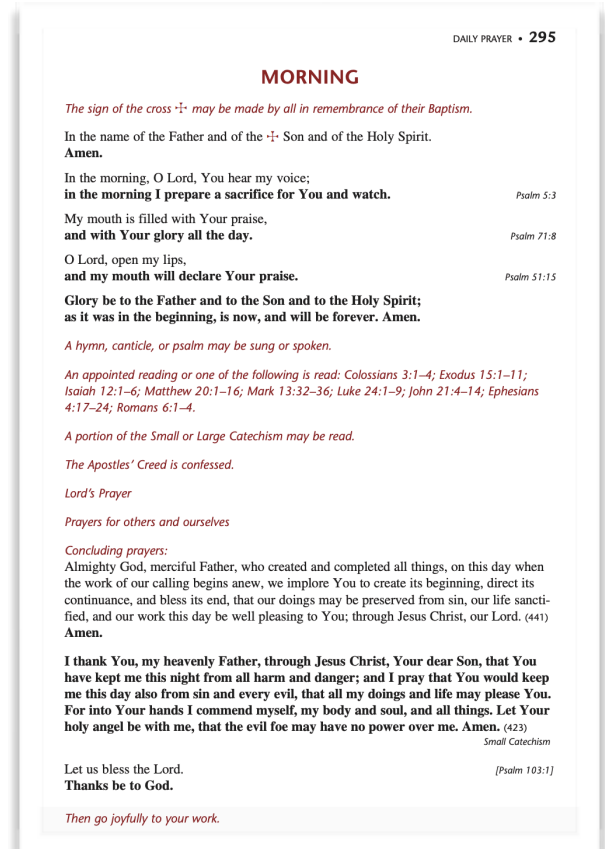 DAILY PRAYER • 295
MORNING
The sign of the cross ☩ may be made by all in remembrance of their Baptism.
In the name of the Father and of the ☩ Son and of the Holy Spirit.
Amen.
In the morning, O Lord, You hear my voice;
in the morning I prepare a sacrifice for You and watch. Psalm 5:3
My mouth is filled with Your praise,
and with Your glory all the day. Psalm 71:8
O Lord, open my lips,
and my mouth will declare Your praise. Psalm 51:15
Glory be to the Father and to the Son and to the Holy Spirit;
as it was in the beginning, is now, and will be forever. Amen.
A hymn, canticle, or psalm may be sung or spoken.
An appointed reading or one of the following is read: Colossians 3:1–4; Exodus 15:1–11;
Isaiah 12:1–6; Matthew 20:1–16; Mark 13:32–36; Luke 24:1–9; John 21:4–14; Ephesians
4:17–24; Romans 6:1–4.
A portion of the Small or Large Catechism may be read.
The Apostles' Creed is confessed.
Lord's Prayer
Prayers for others and ourselves
Concluding prayers:
Almighty God, merciful Father, who created and completed all things, on this day when
the work of our calling begins anew, we implore You to create its beginning, direct its
continuance, and bless its end, that our doings may be preserved from sin, our life sancti-
fied, and our work this day be well pleasing to You; through Jesus Christ, our Lord. (441)
Amen.
I thank You, my heavenly Father, through Jesus Christ, Your dear Son, that You
have kept me this night from all harm and danger; and I pray that You would keep
me this day also from sin and every evil, that all my doings and life may please You.
For into Your hands I commend myself, my body and soul, and all things. Let Your
holy angel be with me, that the evil foe may have no power over me. Amen. (423)
Small Catechism
Let us bless the Lord. [Psalm 103:1]
Thanks be to God.
Then go joyfully to your work.